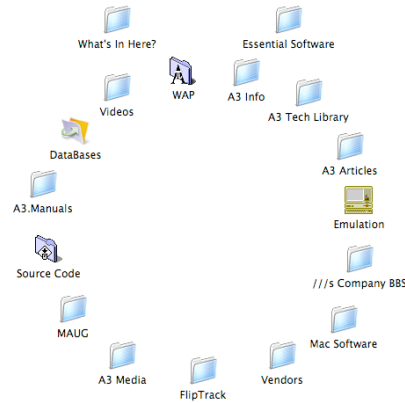 What's In Here?
Essential Software
WAP
A3 Info
Videos
A3 Tech Library
DataBases
A3 Articles
A3.Manuals
Emulation
Source Code
///s Company BBS
MAUG
Mac Software
A3 Media
Vendors
FlipTrack